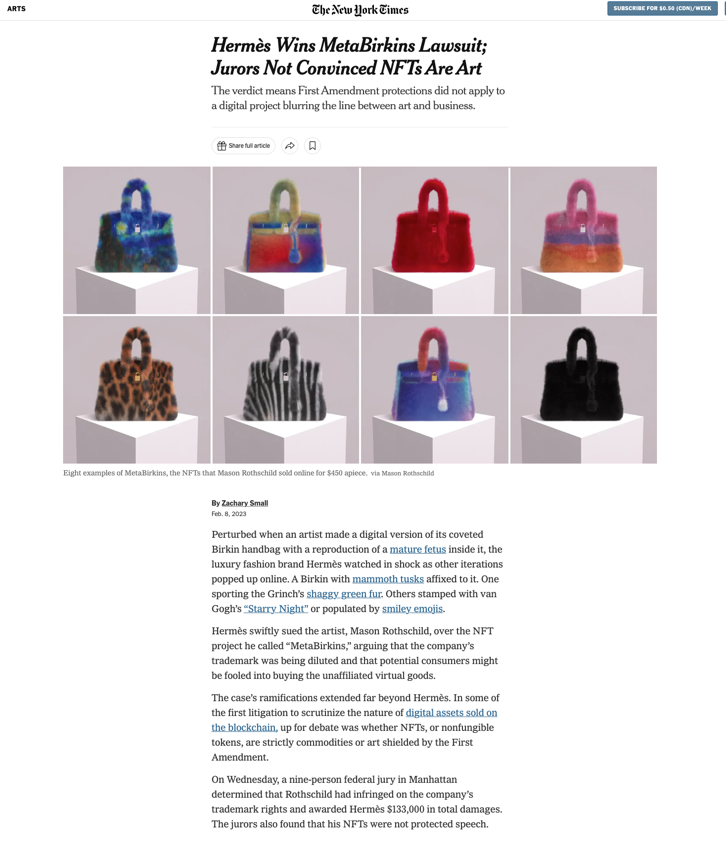 ARTS
The New York Times
SUBSCRIBE FOR $0.50 (CDN)/WEEK
Hermès Wins MetaBirkins Lawsuit;
Jurors Not Convinced NFTs Are Art
The verdict means First Amendment protections did not apply to
a digital project blurring the line between art and business.
Share full article
Eight examples of MetaBirkins, the NFTs that Mason Rothschild sold online for $450 apiece. via Mason Rothschild
By Zachary Small
Feb. 8, 2023
Perturbed when an artist made a digital version of its coveted
Birkin handbag with a reproduction of a mature fetus inside it, the
luxury fashion brand Hermès watched in shock as other iterations
popped up online. A Birkin with mammoth tusks affixed to it. One
sporting the Grinch’s shaggy green fur. Others stamped with van
Gogh’s “Starry Night” or populated by smiley emojis.
Hermès swiftly sued the artist, Mason Rothschild, over the NFT
project he called “MetaBirkins,” arguing that the company’s
trademark was being diluted and that potential consumers might
be fooled into buying the unaffiliated virtual goods.
The case’s ramifications extended far beyond Hermès. In some of
the first litigation to scrutinize the nature of digital assets sold on
the blockchain, up for debate was whether NFTs, or nonfungible
tokens, are strictly commodities or art shielded by the First
Amendment.
On Wednesday, a nine-person federal jury in Manhattan
determined that Rothschild had infringed on the company’s
trademark rights and awarded Hermès $133,000 in total damages.
The jurors also found that his NFTs were not protected speech.